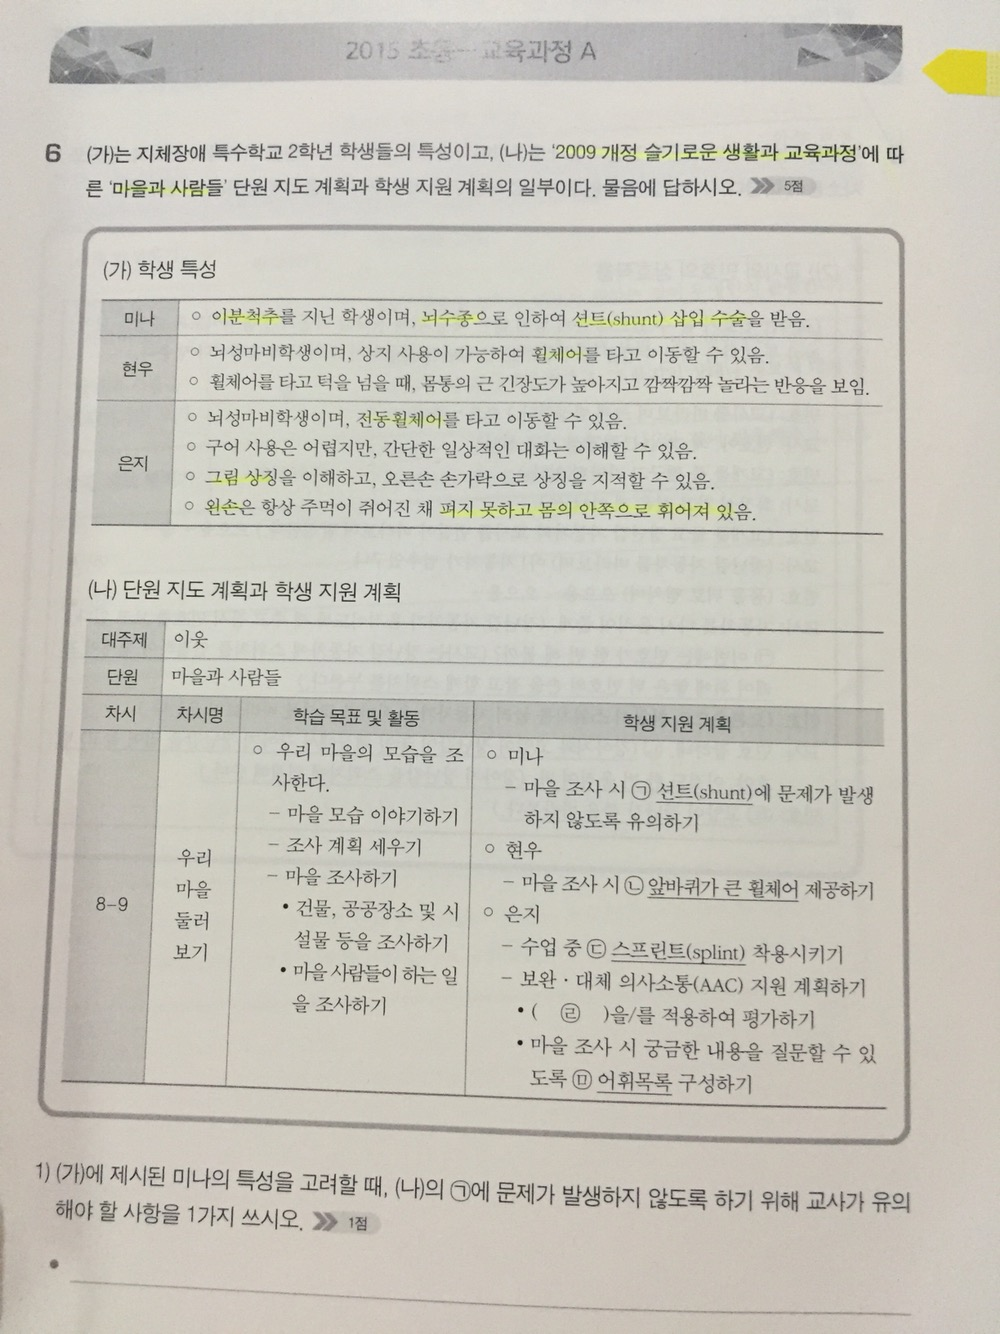 2015 초등 교육과정 A
6 (가)는 지체장애 특수학교 2학년 학생들의 특성이고, (나)는 '2009 개정 슬기로운 생활과 교육과정'에 따
른 '마을과 사람들' 단원 지도 계획과 학생 지원 계획의 일부이다. 물음에 답하시오. 5점
(가) 학생 특성
미나
○ 이분척추를 지닌 학생이며, 뇌수종으로 인하여 션트(shunt) 삽입 수술을 받음.
현우
○ 뇌성마비학생이며, 상지 사용이 가능하여 휠체어를 타고 이동할 수 있음.
○ 휠체어를 타고 턱을 넘을 때, 몸통의 근 긴장도가 높아지고 깜짝깜짝 놀라는 반응을 보임.
은지
○ 뇌성마비학생이며, 전동휠체어를 타고 이동할 수 있음.
○ 구어 사용은 어렵지만, 간단한 일상적인 대화는 이해할 수 있음.
○ 그림 상징을 이해하고, 오른손 손가락으로 상징을 지적할 수 있음.
○ 왼손은 항상 주먹이 쥐어진 채 펴지 못하고 몸의 안쪽으로 휘어져 있음.
(나) 단원 지도 계획과 학생 지원 계획
대주제 이웃
단원 마을과 사람들
차시 차시명 학습 목표 및 활동 학생 지원 계획
8-9
우리
마을
둘러
보기
○ 우리 마을의 모습을 조
사한다.
- 마을 모습 이야기하기
- 조사 계획 세우기
- 마을 조사하기
• 건물, 공공장소 및 시
설물 등을 조사하기
• 마을 사람들이 하는 일
을 조사하기
○ 미나
- 마을 조사 시 ㉠ 션트(shunt)에 문제가 발생
하지 않도록 유의하기
○ 현우
- 마을 조사 시 ㉡ 앞바퀴가 큰 휠체어 제공하기
○ 은지
- 수업 중 ㉢ 스프린트(splint) 착용시키기
- 보완·대체 의사소통(AAC) 지원 계획하기
• ( ㉣ )을/를 적용하여 평가하기
• 마을 조사 시 궁금한 내용을 질문할 수 있
도록 ㉤ 어휘목록 구성하기
1) (가)에 제시된 미나의 특성을 고려할 때, (나)의 ㉠에 문제가 발생하지 않도록 하기 위해 교사가 유의
해야 할 사항을 1가지 쓰시오. 1점